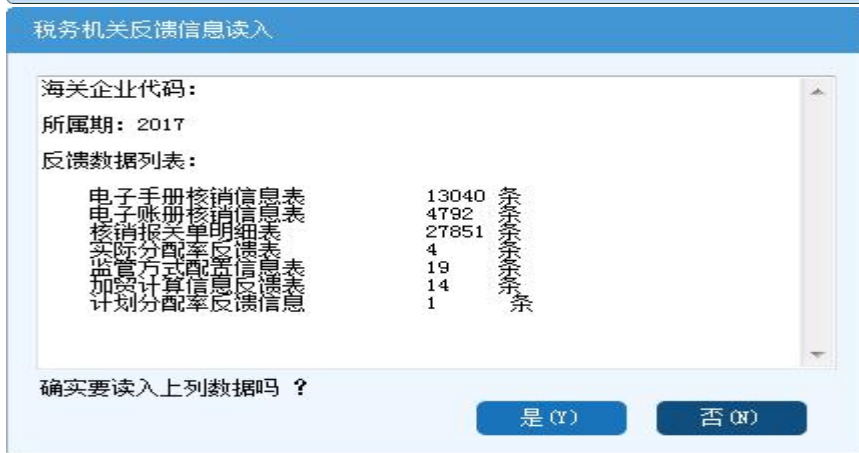 税务机关反馈信息读入
海关企业代码：
所属期：2017
反馈数据列表：
电子手册核销信息表 13040 条
电子账册核销信息表 4792 条
核销报关单明细表 27851 条
实际分配率反馈表 4 条
监管方式配置信息表 19 条
加贸计算信息反馈表 14 条
计划分配率反馈信息 1 条
确实要读入上列数据吗 ？
是(Y) 否(N)